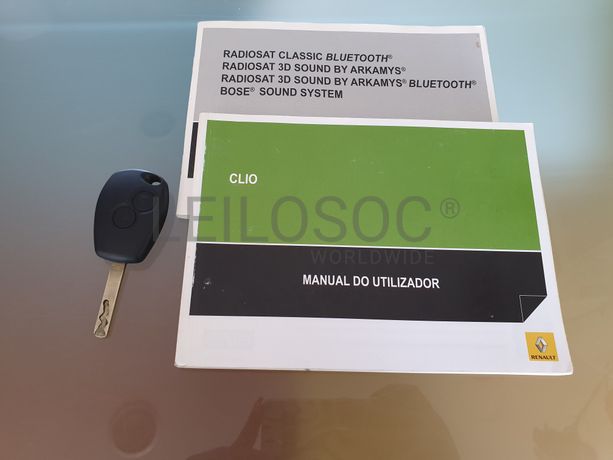 RADIOSAT CLASSIC BLUETOOTH®
RADIOSAT 3D SOUND BY ARKAMYS®
RADIOSAT 3D SOUND BY ARKAMYS® BLUETOOTH®
BOSE® SOUND SYSTEM
CLIO
LEILOSOC®
WORLDWIDE
MANUAL DO UTILIZADOR
RENAULT